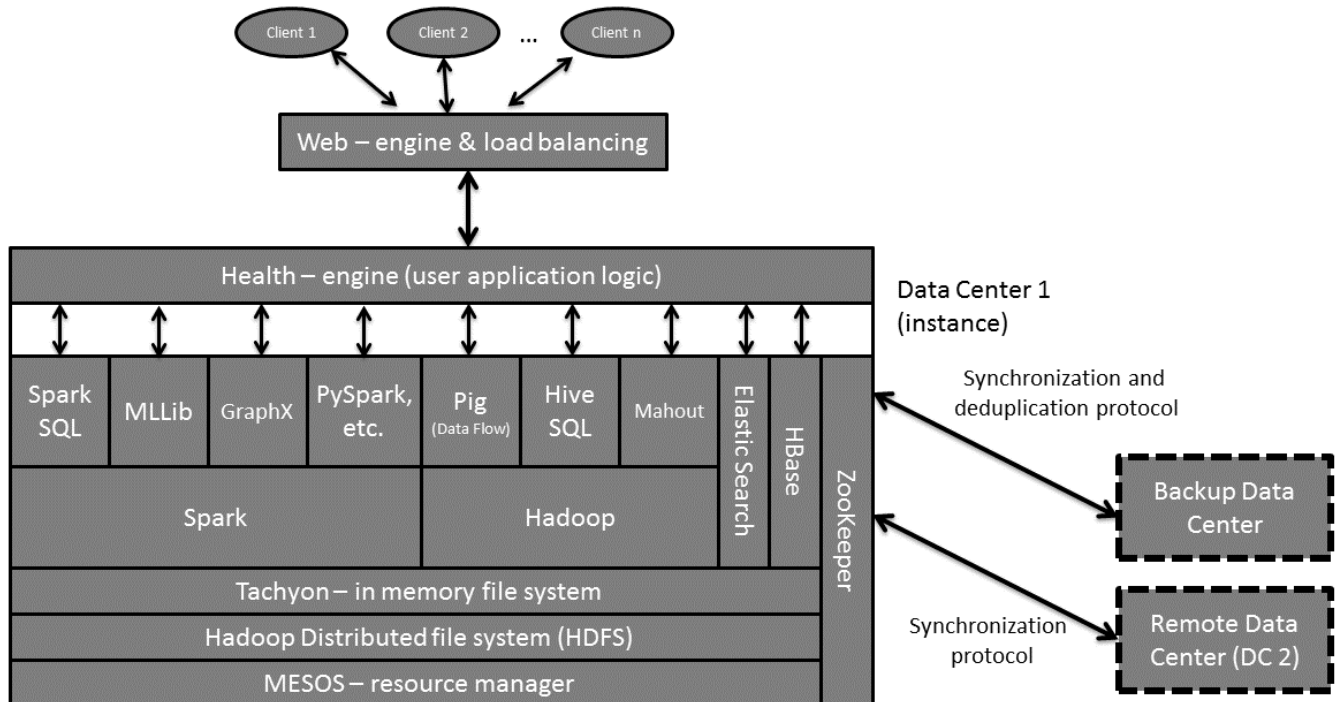 Client 1
Client 2
...
Client n
Web – engine & load balancing
Health – engine (user application logic)
Data Center 1
(instance)
Spark
SQL
MLLib
GraphX
PySpark,
etc.
Pig
(Data Flow)
Hive
SQL
Mahout
Elastic Search
HBase
ZooKeeper
Spark
Hadoop
Tachyon – in memory file system
Hadoop Distributed file system (HDFS)
MESOS – resource manager
Synchronization and
deduplication protocol
Backup Data
Center
Synchronization
protocol
Remote Data
Center (DC 2)